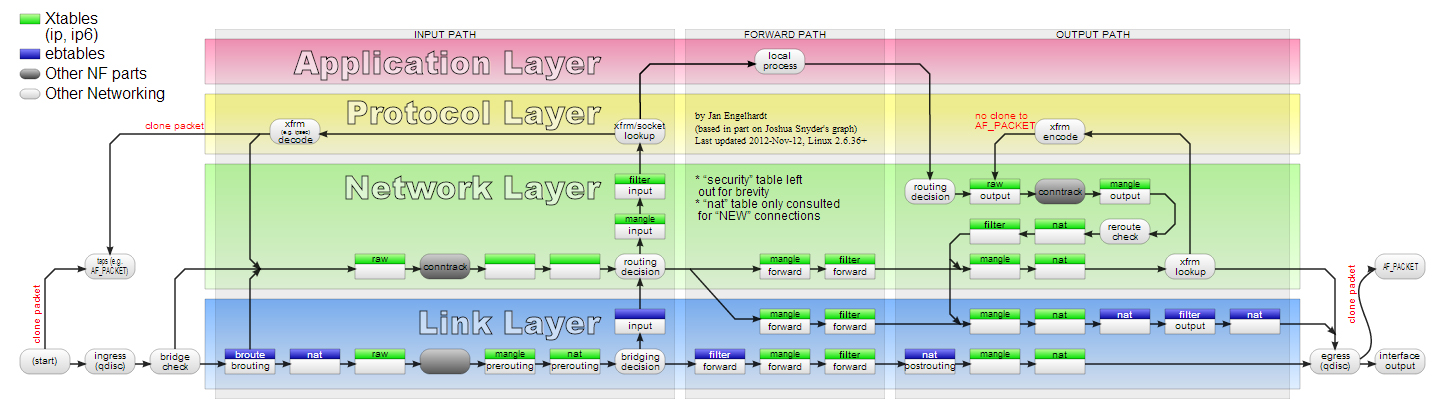 Xtables
(ip, ip6)
ebtables
Other NF parts
Other Networking
INPUT PATH
FORWARD PATH
OUTPUT PATH
Application Layer
local
process
Protocol Layer
clone packet
xfrm
(e.g. ipsec)
decode
xfrm/socket
lookup
by Jan Engelhardt
(based in part on Joshua Snyder's graph)
Last updated 2012-Nov-12, Linux 2.6.36+
no clone to
AF_PACKET
xfrm
encode
Network Layer
filter
input
mangle
input
* “security” table left
out for brevity
* “nat” table only consulted
for “NEW” connections
routing
decision
raw
output
conntrack
mangle
output
filter
nat
reroute
check
taps (e.g.
AF_PACKET)
raw
conntrack
routing
decision
mangle
forward
filter
forward
mangle
nat
xfrm
lookup
AF_PACKET
clone packet
clone packet
Link Layer
input
mangle
forward
filter
forward
mangle
nat
nat
filter
output
nat
(start)
ingress
(qdisc)
bridge
check
broute
brouting
nat
raw
mangle
prerouting
nat
prerouting
bridging
decision
filter
forward
mangle
forward
filter
forward
nat
postrouting
mangle
nat
egress
(qdisc)
interface
output